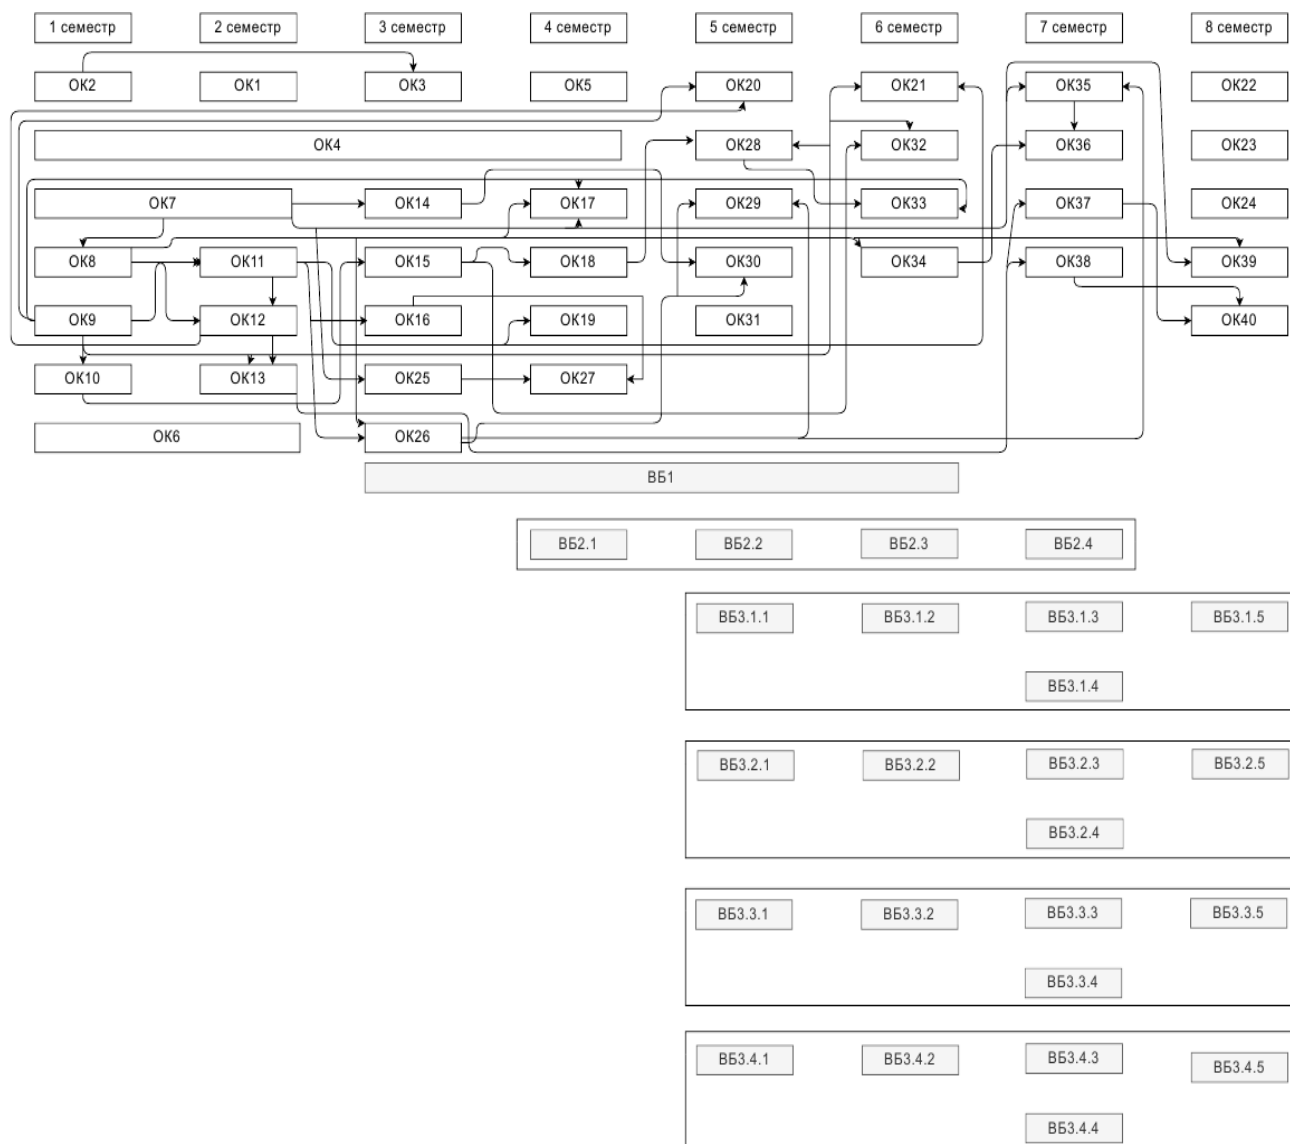 1 семестр 2 семестр 3 семестр 4 семестр 5 семестр 6 семестр 7 семестр 8 семестр
ОК2 ОК1 ОК3 ОК5 ОК20 ОК21 ОК35 ОК22
ОК4 ОК28 ОК32 ОК36 ОК23
ОК7 ОК14 ОК17 ОК29 ОК33 ОК37 ОК24
ОК8 ОК11 ОК15 ОК18 ОК30 ОК34 ОК38 ОК39
ОК9 ОК12 ОК16 ОК19 ОК31 ОК40
ОК10 ОК13 ОК25 ОК27
ОК6 ОК26
ВБ1
ВБ2.1 ВБ2.2 ВБ2.3 ВБ2.4
ВБ3.1.1 ВБ3.1.2 ВБ3.1.3 ВБ3.1.5
ВБ3.1.4
ВБ3.2.1 ВБ3.2.2 ВБ3.2.3 ВБ3.2.5
ВБ3.2.4
ВБ3.3.1 ВБ3.3.2 ВБ3.3.3 ВБ3.3.5
ВБ3.3.4
ВБ3.4.1 ВБ3.4.2 ВБ3.4.3 ВБ3.4.5
ВБ3.4.4